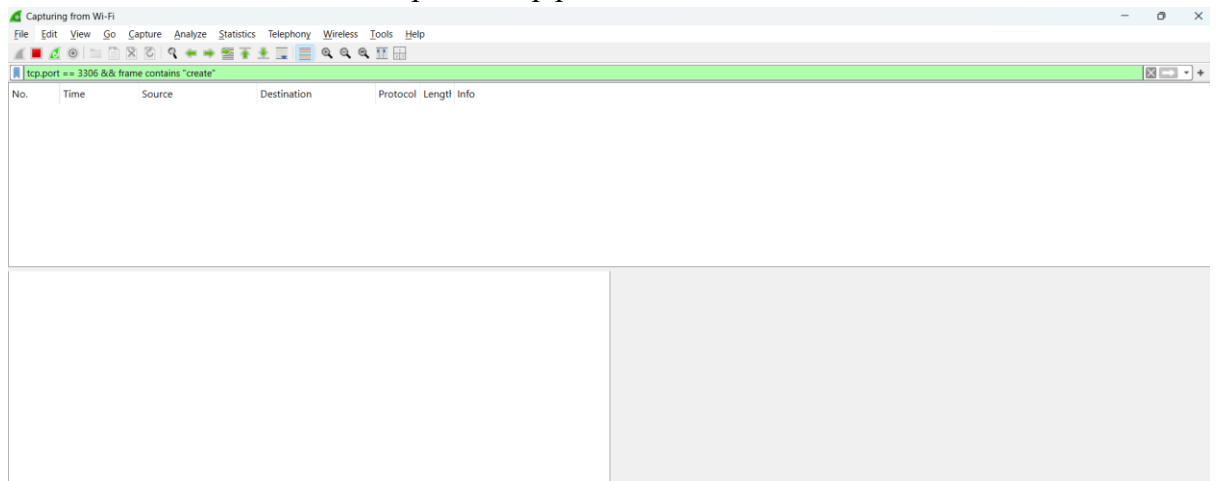 Capturing from Wi-Fi
File Edit View Go Capture Analyze Statistics Telephony Wireless Tools Help
tcp.port == 3306 && frame contains "create"
No. Time Source Destination Protocol Length Info